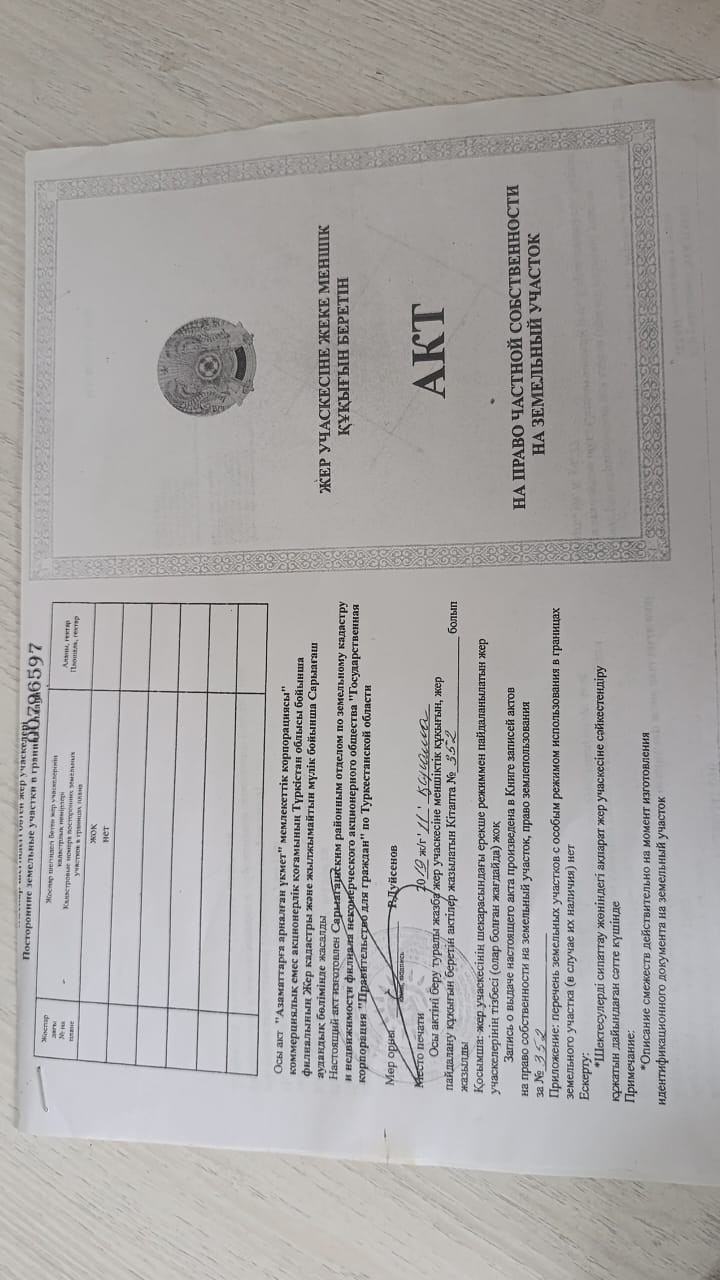 00796597
Посторонние земельные участки в границах плана
Жоспар
№ на
плане
Жоспар шегіндегі бөтен жер учаскелерінің
кадастрлық нөмірлері
Кадастровые номера посторонних земельных
участков в границах плана
Алаңы, гектар
Площадь, гектар
жоқ
нет
Осы акт "Азаматтарға арналған үкмет" мемлекеттік корпорациясы"
коммерциялық емес акционерлік қоғамының Түркістан облысы бойынша
филиалының Жер кадастры және жылжымайтын мүлік бойынша Сарыағаш
аудандық бөлімінде жасалды
Настоящий акт изготовлен Сарыагашским районным отделом по земельному кадастру
и недвижимости филиала некомерческого акционерного общества "Государственная
корпорация "Правительство для граждан" по Туркестанской области
Мөр орны Р.Дуйсенов
Место печати 2019 ж/г "11"
Осы актіні беру туралы жазба жер учаскесіне меншіктік құқығын, жер
пайдалану құқығын беретін актілер жазылатын Кітапта № 352 болып
жазылды
Қосымша: жер учаскесінің шекарасындағы ерекше режиммен пайдаланылатын жер
учаскелерінің тізбесі (олар болған жағдайда) жоқ
Запись о выдаче настоящего акта произведена в Книге записей актов
на право собственности на земельный участок, право землепользования
за № 352
Приложение: перечень земельных участков с особым режимом использования в границах
земельного участка (в случае их наличия) нет
Ескерту:
*Шектесулерді сипаттау жөніндегі ақпарат жер учаскесіне сәйкестендіру
құжатын дайындаған сәтте күшінде
Примечание:
*Описание смежеств действительно на момент изготовления
идентификационного документа на земельный участок
ЖЕР УЧАСКЕСІНЕ ЖЕКЕ МЕНШІК
ҚҰҚЫҒЫН БЕРЕТІН
АКТ
НА ПРАВО ЧАСТНОЙ СОБСТВЕННОСТИ
НА ЗЕМЕЛЬНЫЙ УЧАСТОК